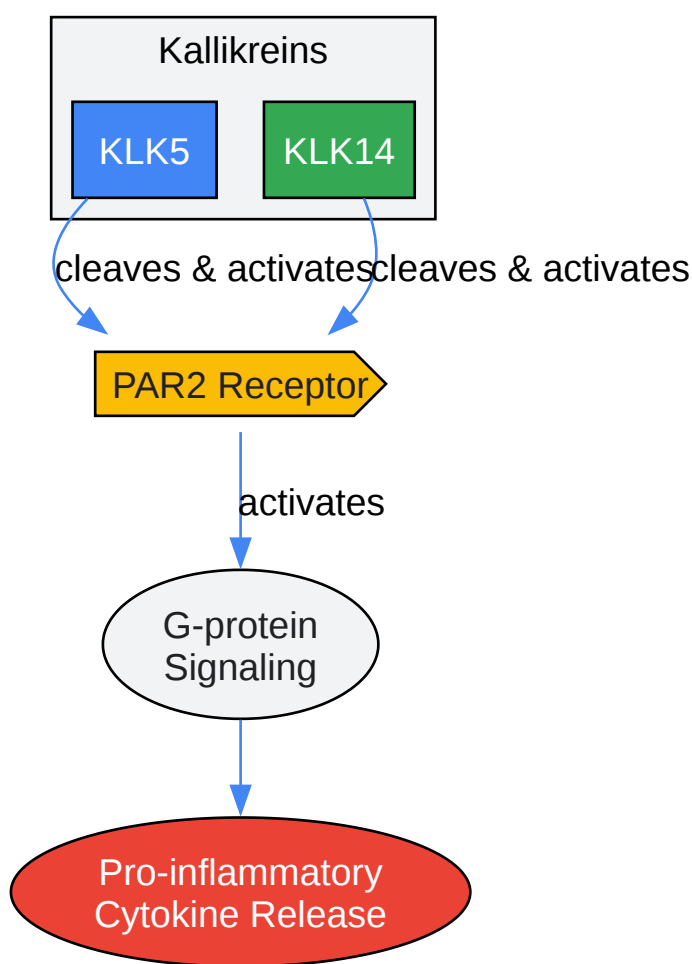 Kallikreins
KLK5
KLK14
cleaves & activates
cleaves & activates
PAR2 Receptor
activates
G-protein
Signaling
Pro-inflammatory
Cytokine Release